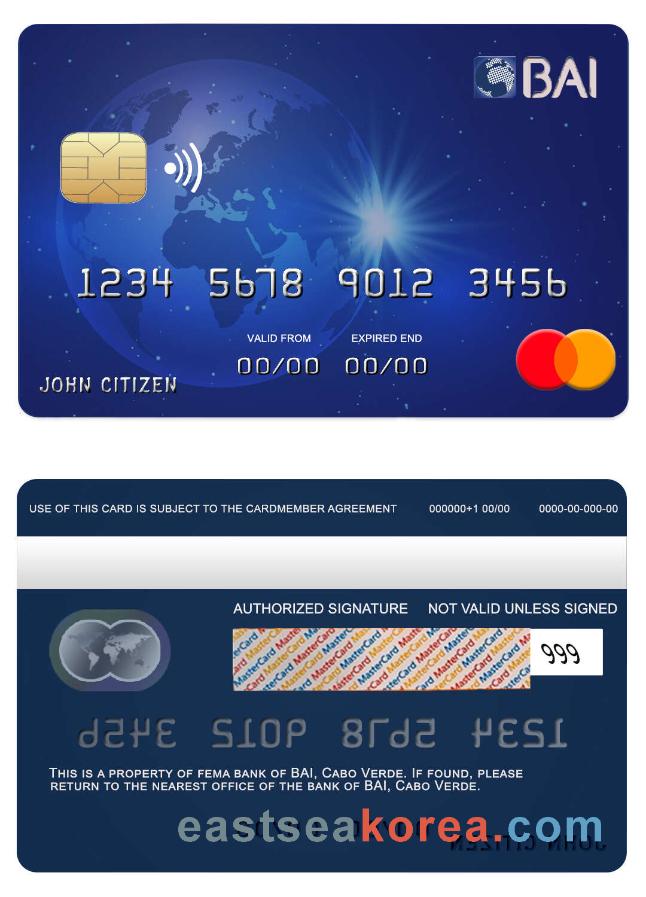 BAI
1234 5678 9012 3456
VALID FROM EXPIRED END
00/00 00/00
JOHN CITIZEN
USE OF THIS CARD IS SUBJECT TO THE CARDMEMBER AGREEMENT 000000+1 00/00 0000-00-000-00
AUTHORIZED SIGNATURE NOT VALID UNLESS SIGNED
MasterCard MasterCard MasterCard
999
THIS IS A PROPERTY OF FEMA BANK OF BAI, CABO VERDE. IF FOUND, PLEASE
RETURN TO THE NEAREST OFFICE OF THE BANK OF BAI, CABO VERDE.
eastseakorea.com